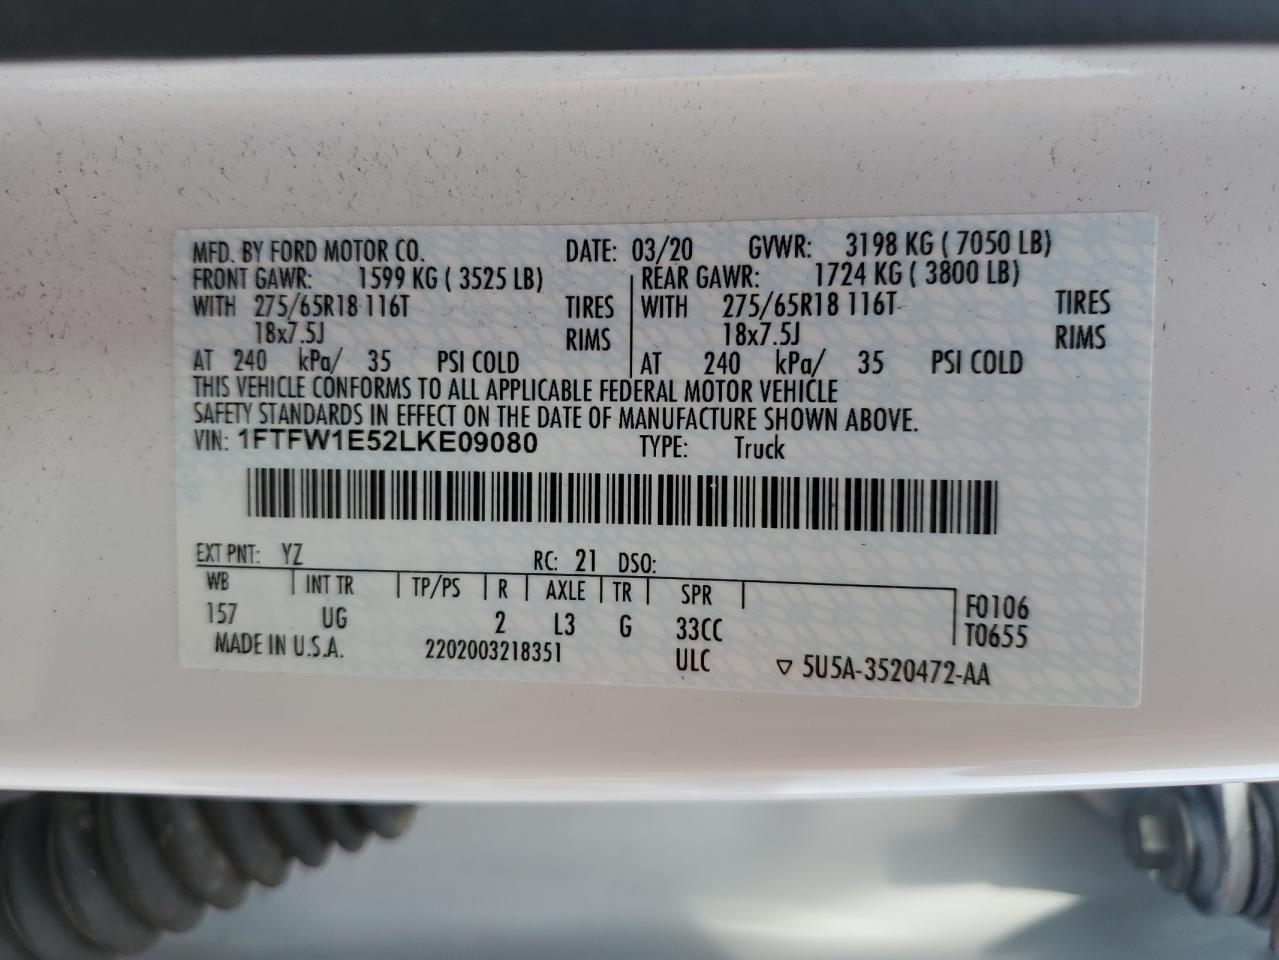 MFD. BY FORD MOTOR CO. DATE: 03/20 GVWR: 3198 KG ( 7050 LB)
FRONT GAWR: 1599 KG ( 3525 LB) REAR GAWR: 1724 KG ( 3800 LB)
WITH 275/65R18 116T TIRES WITH 275/65R18 116T TIRES
18x7.5J RIMS 18x7.5J RIMS
AT 240 kPa/ 35 PSI COLD AT 240 kPa/ 35 PSI COLD
THIS VEHICLE CONFORMS TO ALL APPLICABLE FEDERAL MOTOR VEHICLE
SAFETY STANDARDS IN EFFECT ON THE DATE OF MANUFACTURE SHOWN ABOVE.
VIN: 1FTFW1E52LKE09080 TYPE: Truck
EXT PNT: YZ RC: 21 DSO:
WB INT TR TP/PS R AXLE TR SPR F0106
157 UG 2 L3 G 33CC T0655
MADE IN U.S.A. 2202003218351 ULC ▽ 5U5A-3520472-AA